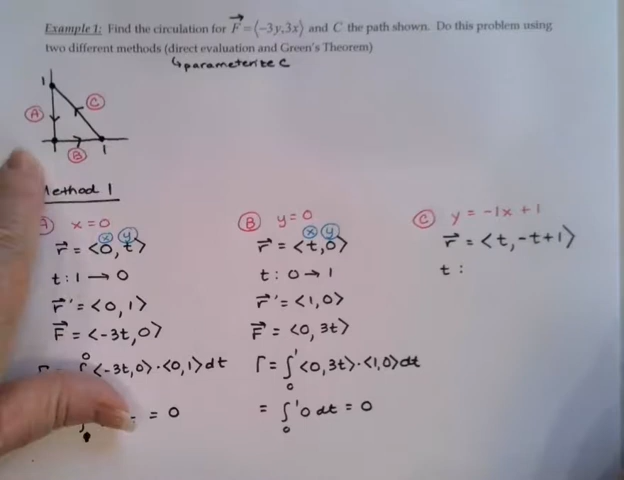 Example 1: Find the circulation for F⃗ = ⟨−3y,3x⟩ and C the path shown. Do this problem using
two different methods (direct evaluation and Green's Theorem)
↳parameterize C
1
A
C
B
1
1
Method 1
A x = 0
r⃗ = <0, t>
x y
t : 1 → 0
r⃗' = <0, 1>
F⃗ = <-3t, 0>
∫ 0 <-3t, 0> · <0, 1> dt
= 0
B y = 0
x y
r⃗ = <t, 0>
t : 0 → 1
r⃗' = <1, 0>
F⃗ = <0, 3t>
Γ = ∫₀¹ <0, 3t> · <1, 0> dt
= ∫₀¹ 0 dt = 0
C y = -1x + 1
r⃗ = <t, -t+1>
t :